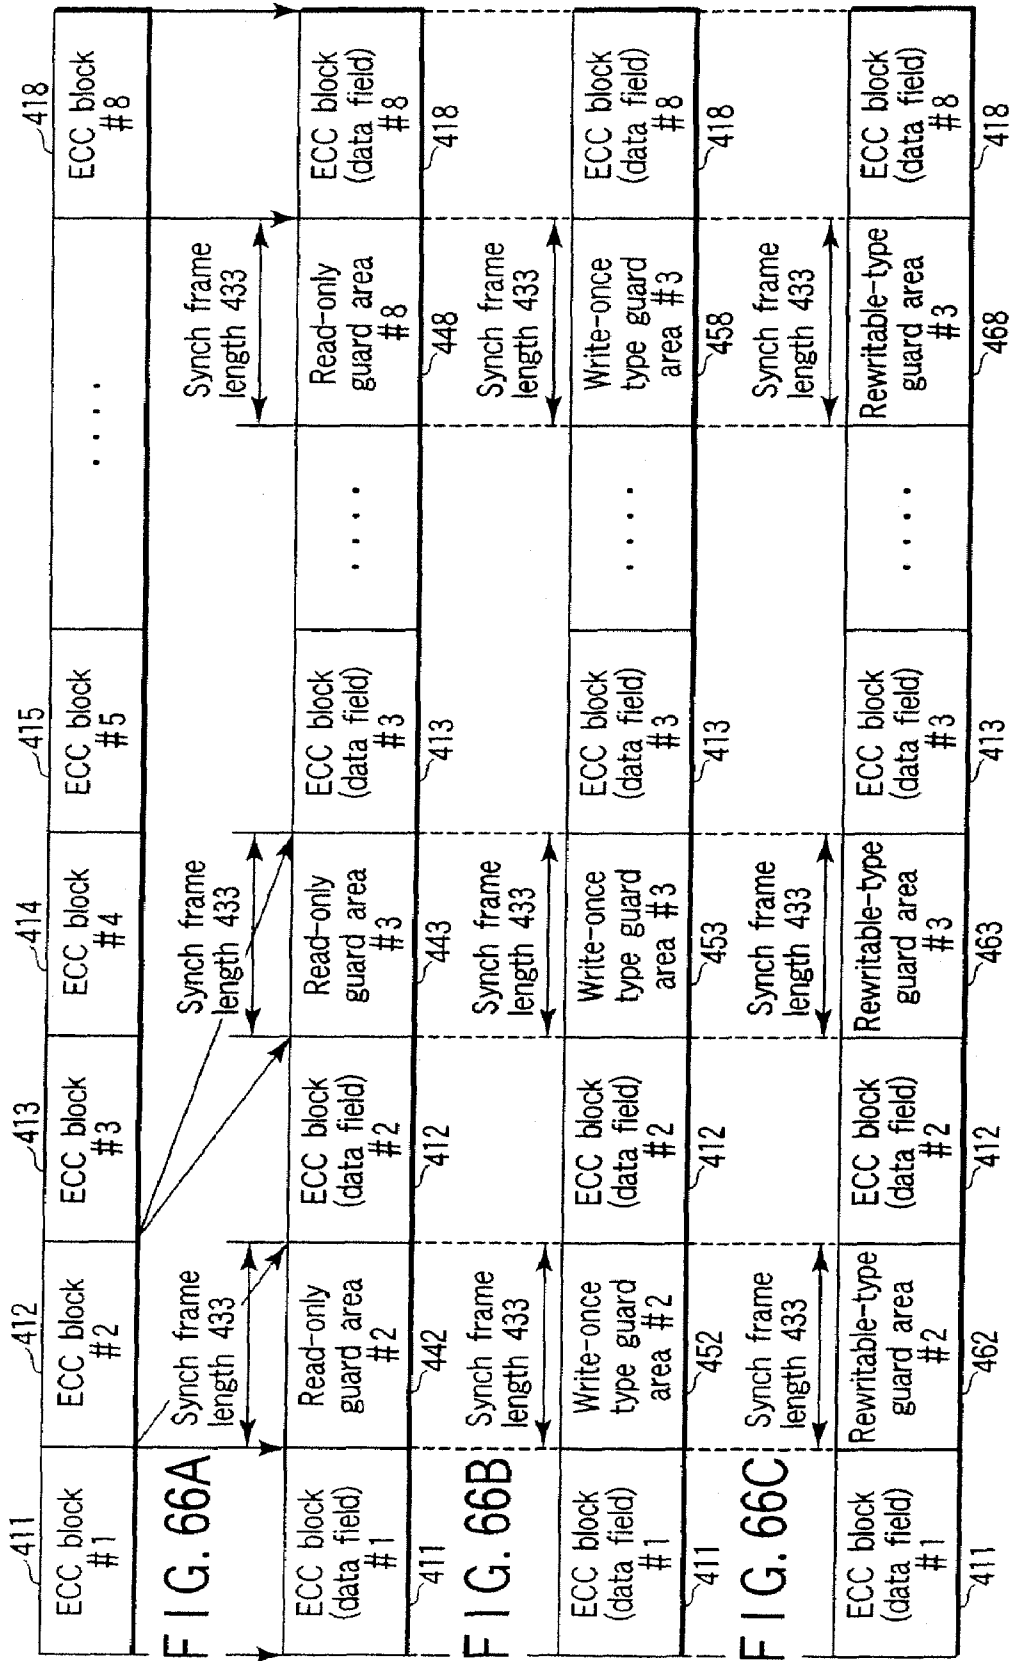 411
412
413
414
415
418
ECC block
#1
ECC block
#2
ECC block
#3
ECC block
#4
ECC block
#5
....
ECC block
#8
FIG. 66A
Synch frame
length 433
Synch frame
length 433
Synch frame
length 433
ECC block
(data field)
#1
Read-only
guard area
#2
ECC block
(data field)
#2
Read-only
guard area
#3
ECC block
(data field)
#3
....
Read-only
guard area
#8
ECC block
(data field)
#8
411
442
412
443
413
448
418
FIG. 66B
Synch frame
length 433
Synch frame
length 433
Synch frame
length 433
ECC block
(data field)
#1
Write-once
type guard
area #2
ECC block
(data field)
#2
Write-once
type guard
area #3
ECC block
(data field)
#3
....
Write-once
type guard
area #3
ECC block
(data field)
#8
411
452
412
453
413
458
418
FIG. 66C
Synch frame
length 433
Synch frame
length 433
Synch frame
length 433
ECC block
(data field)
#1
Rewritable-type
guard area
#2
ECC block
(data field)
#2
Rewritable-type
guard area
#3
ECC block
(data field)
#3
....
Rewritable-type
guard area
#3
ECC block
(data field)
#8
411
462
412
463
413
468
418